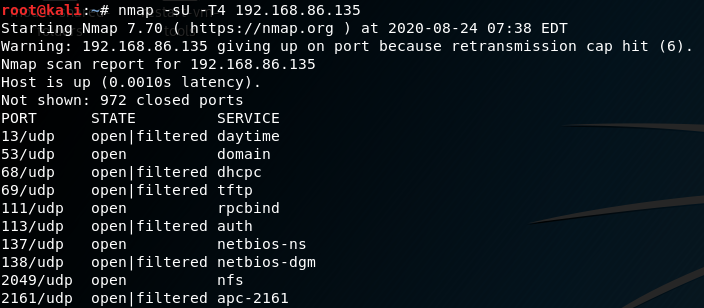 root@kali:~# nmap -sU -T4 192.168.86.135
Starting Nmap 7.70 ( https://nmap.org ) at 2020-08-24 07:38 EDT
Warning: 192.168.86.135 giving up on port because retransmission cap hit (6).
Nmap scan report for 192.168.86.135
Host is up (0.0010s latency).
Not shown: 972 closed ports
PORT STATE SERVICE
13/udp open|filtered daytime
53/udp open domain
68/udp open|filtered dhcpc
69/udp open|filtered tftp
111/udp open rpcbind
113/udp open|filtered auth
137/udp open netbios-ns
138/udp open|filtered netbios-dgm
2049/udp open nfs
2161/udp open|filtered apc-2161